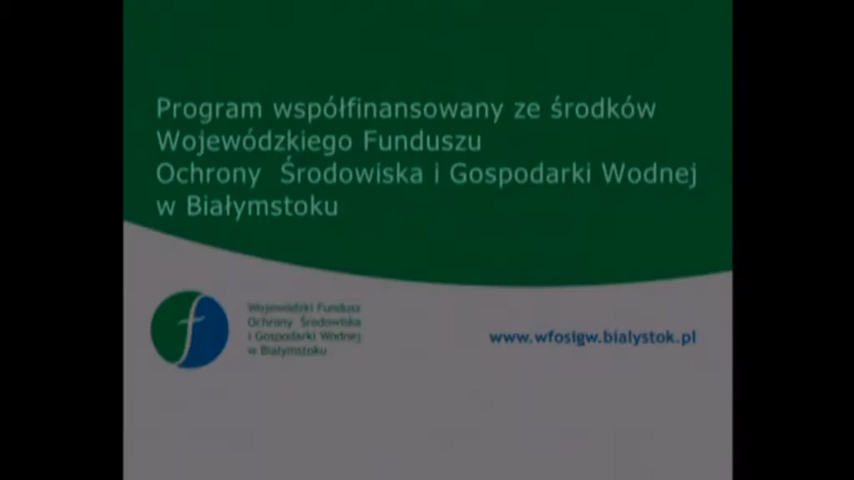 Program współfinansowany ze środków
Wojewódzkiego Funduszu
Ochrony Środowiska i Gospodarki Wodnej
w Białymstoku
Wojewódzki Fundusz
Ochrony Środowiska
i Gospodarki Wodnej
w Białymstoku
www.wfosigw.bialystok.pl